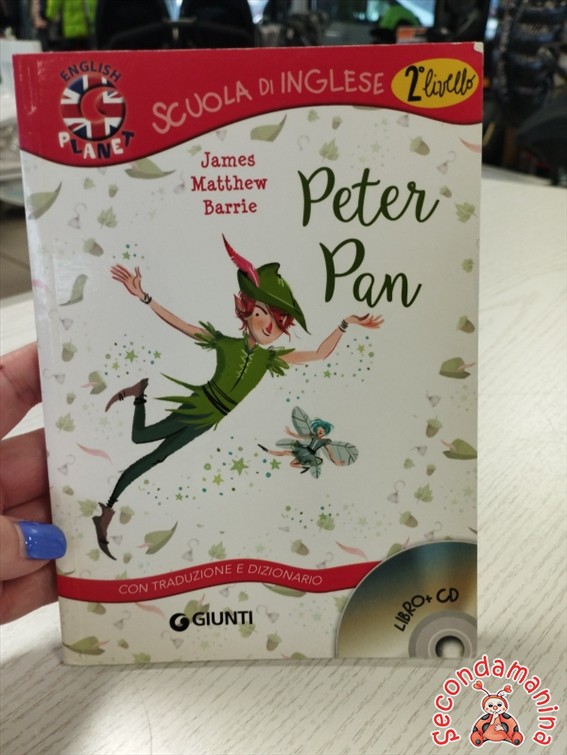 ENGLISH
PLANET
SCUOLA DI INGLESE
2° livello
James
Matthew
Barrie
Peter
Pan
CON TRADUZIONE E DIZIONARIO
GIUNTI
LIBRO + CD
Secondamanina